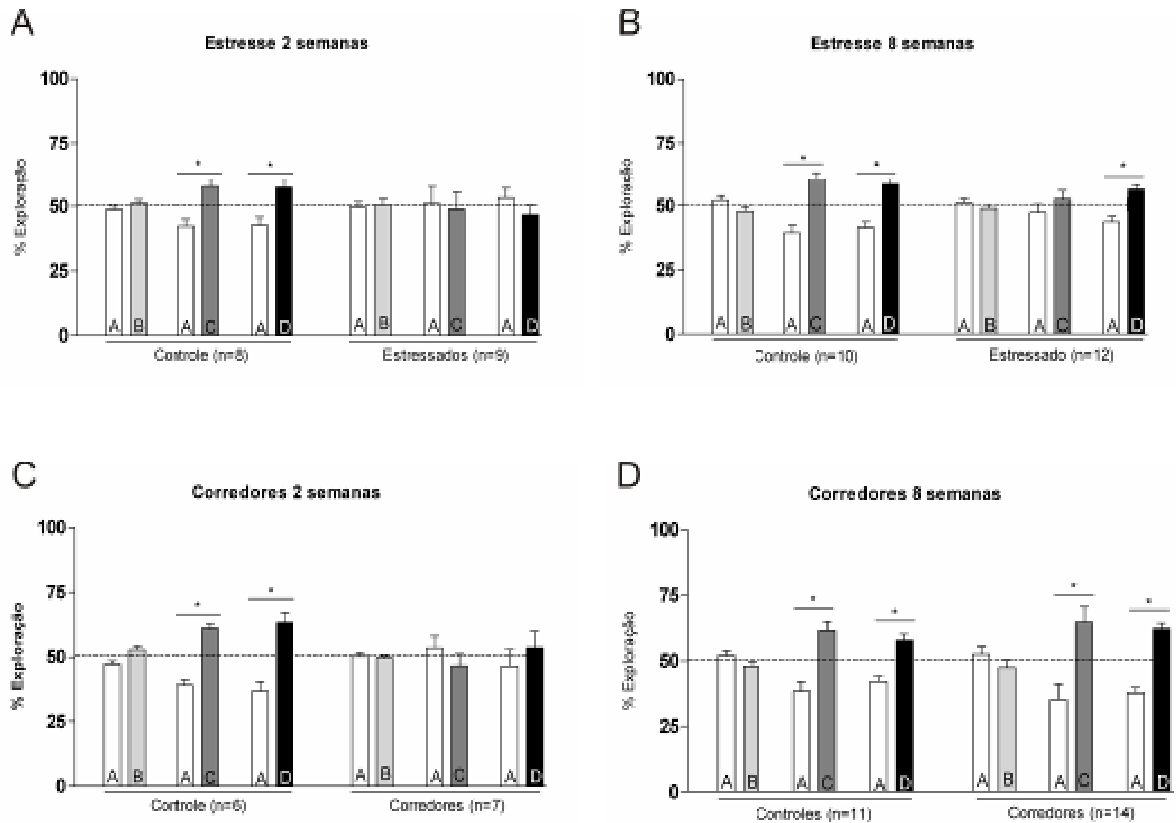 A
Estresse 2 semanas
100
75
50
25
0
% Exploração
* *
A B A C A D A B A C A D
Controle (n=8) Estressados (n=9)
B
Estresse 8 semanas
100
75
50
25
0
% Exploração
* * *
A B A C A D A B A C A D
Controle (n=10) Estressado (n=12)
C
Corredores 2 semanas
100
75
50
25
0
% Exploração
* *
A B A C A D A B A C A D
Controle (n=6) Corredores (n=7)
D
Corredores 8 semanas
100
75
50
25
0
% Exploração
* * * *
A B A C A D A B A C A D
Controles (n=11) Corredores (n=14)